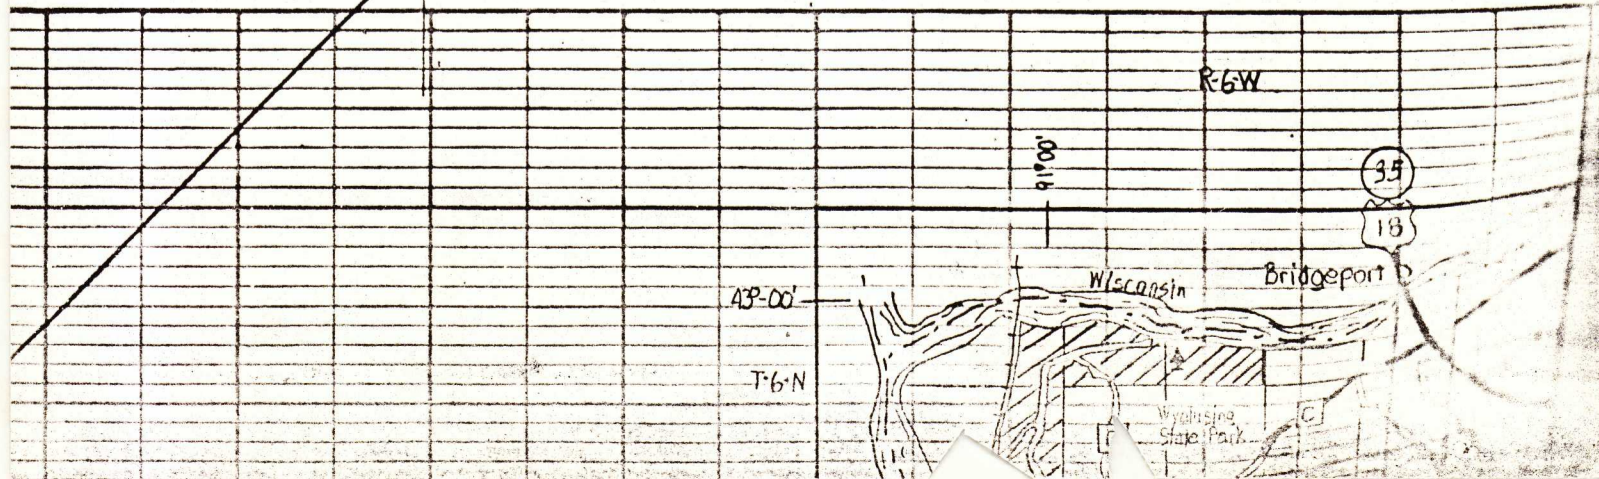 R-6-W
91°00'
35
18
Wisconsin
Bridgeport
43°-00'
T-6-N
Wyalusing
State Park
C